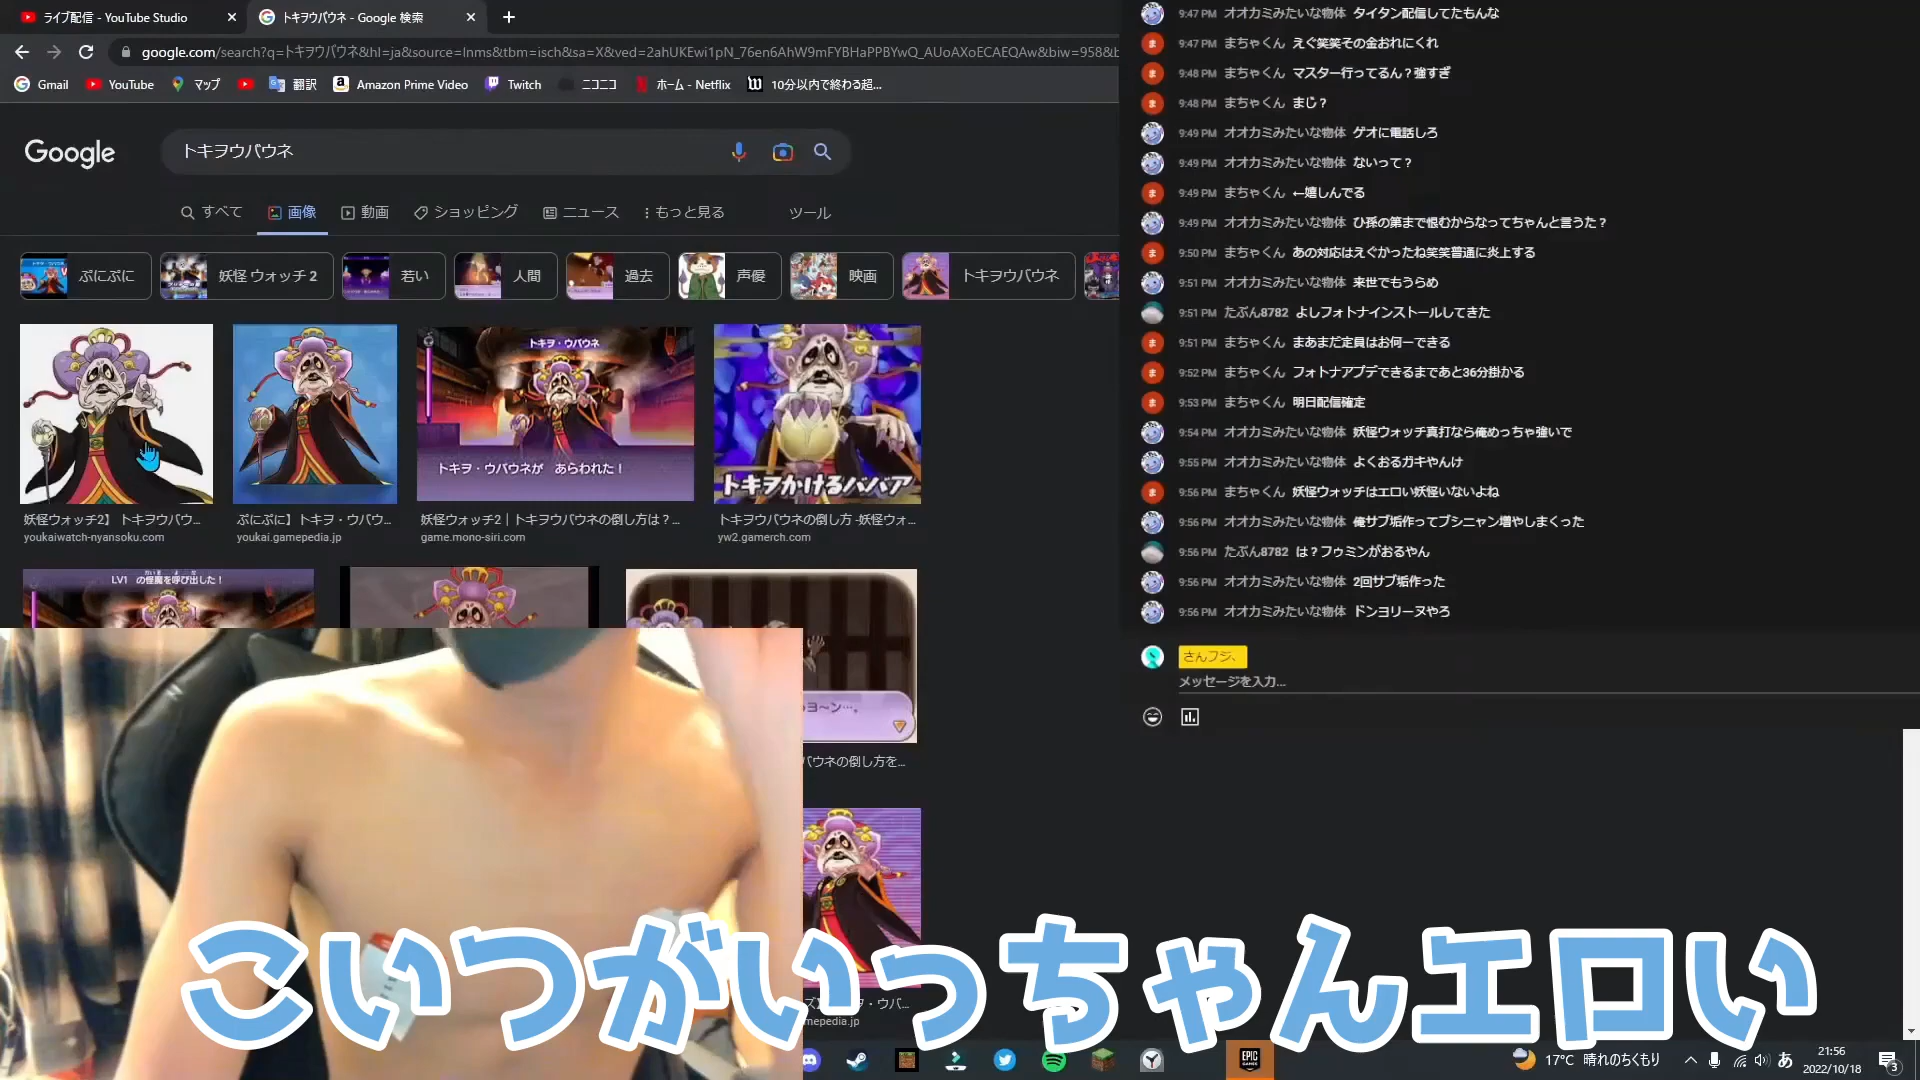 ライブ配信 - YouTube Studio
トキヲウバウネ - Google 検索
google.com/search?q=トキヲウバウネ&hl=ja&source=lnms&tbm=isch&sa=X&ved=2ahUKEwi1pN_76en6AhW9mFYBHaPPBYwQ_AUoAXoECAEQAw&biw=958&b
Gmail
YouTube
マップ
翻訳
Amazon Prime Video
Twitch
ニコニコ
ホーム - Netflix
10分以内で終わる超...
Google
トキヲウバウネ
すべて
画像
動画
ショッピング
ニュース
もっと見る
ツール
ぷにぷに
妖怪 ウォッチ 2
若い
人間
過去
声優
映画
トキヲウバウネ
トキヲ・ウバウネ
トキヲ・ウバウネが あらわれた!
トキヲかけるババア
妖怪ウォッチ2】 トキヲウバウ...
youkaiwatch-nyansoku.com
ぷにぷに】トキヲ・ウバウ...
youkai.gamepedia.jp
妖怪ウォッチ2｜トキヲウバウネの倒し方は？...
game.mono-siri.com
トキヲウバウネの倒し方 -妖怪ウォ...
yw2.gamerch.com
LV1 の怪魔を呼び出した!
ヨ〜ン…。
バウネの倒し方を...
ズ】
・ウバ...
mepedia.jp
9:47 PM オオカミみたいな物体 タイタン配信してたもんな
9:47 PM まちゃくん えぐ笑笑その金おれにくれ
9:48 PM まちゃくん マスター行ってるん？強すぎ
9:48 PM まちゃくん まじ？
9:49 PM オオカミみたいな物体 ゲオに電話しろ
9:49 PM オオカミみたいな物体 ないって？
9:49 PM まちゃくん ←嬉しんでる
9:49 PM オオカミみたいな物体 ひ孫の第まで恨むからなってちゃんと言うた？
9:50 PM まちゃくん あの対応はえぐかったね笑笑普通に炎上する
9:51 PM オオカミみたいな物体 来世でもうらめ
9:51 PM たぶん8782 よしフォトナインストールしてきた
9:51 PM まちゃくん まあまだ定員はお何ーできる
9:52 PM まちゃくん フォトナアプデできるまであと36分掛かる
9:53 PM まちゃくん 明日配信確定
9:54 PM オオカミみたいな物体 妖怪ウォッチ真打なら俺めっちゃ強いで
9:55 PM オオカミみたいな物体 よくおるガキやんけ
9:56 PM まちゃくん 妖怪ウォッチはエロい妖怪いないよね
9:56 PM オオカミみたいな物体 俺サブ垢作ってブシニャン増やしまくった
9:56 PM たぶん8782 は？フゥミンがおるやん
9:56 PM オオカミみたいな物体 2回サブ垢作った
9:56 PM オオカミみたいな物体 ドンヨリーヌやろ
さんフジ、
メッセージを入力...
こいつがいっちゃんエロい
EPIC GAMES
17°C 晴れのちくもり
あ
21:56
2022/10/18
3